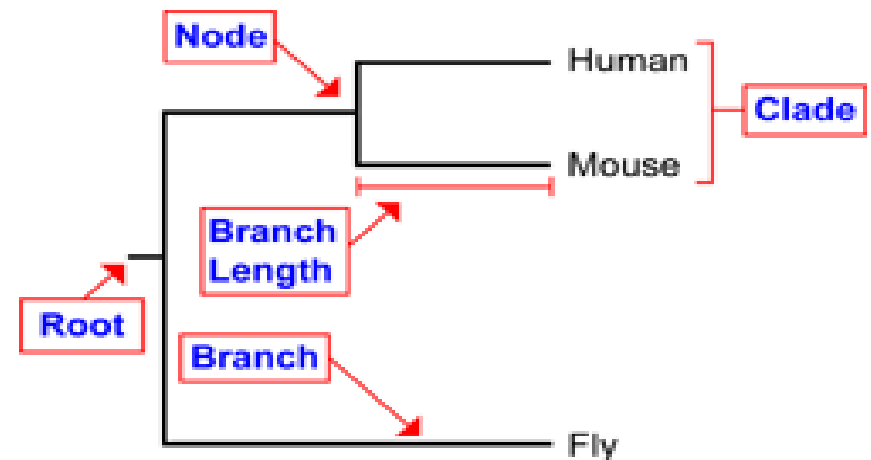 Node
Human
Clade
Mouse
Branch
Length
Root
Branch
Fly